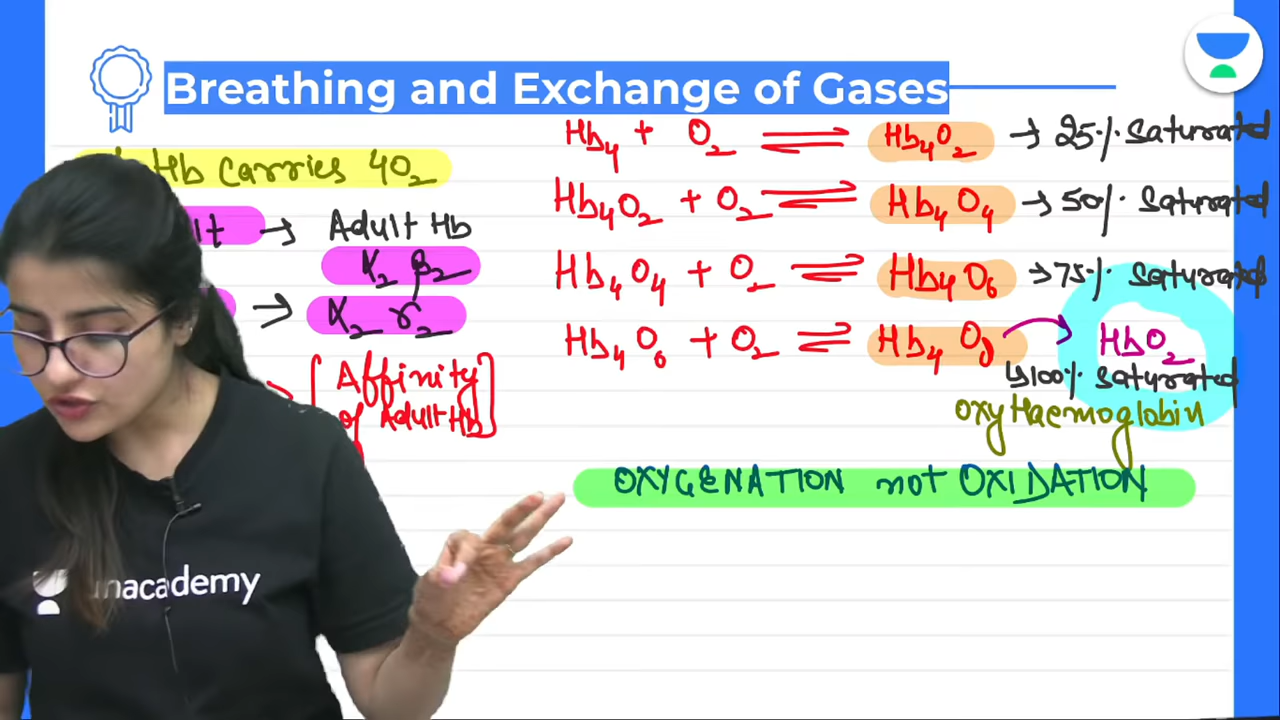 Breathing and Exchange of Gases
Hb carries 4O₂
lt → Adult Hb
α₂ β₂
→ α₂ γ₂
[Affinity
of Adult Hb]
Hb₄ + O₂ ⇌ Hb₄O₂ → 25% saturated
Hb₄O₂ + O₂ ⇌ Hb₄O₄ → 50% saturated
Hb₄O₄ + O₂ ⇌ Hb₄O₆ → 75% saturated
Hb₄O₆ + O₂ ⇌ Hb₄O₈ → HbO₂
↳ 100% saturated
oxyHaemoglobin
OXYGENATION not OXIDATION
unacademy